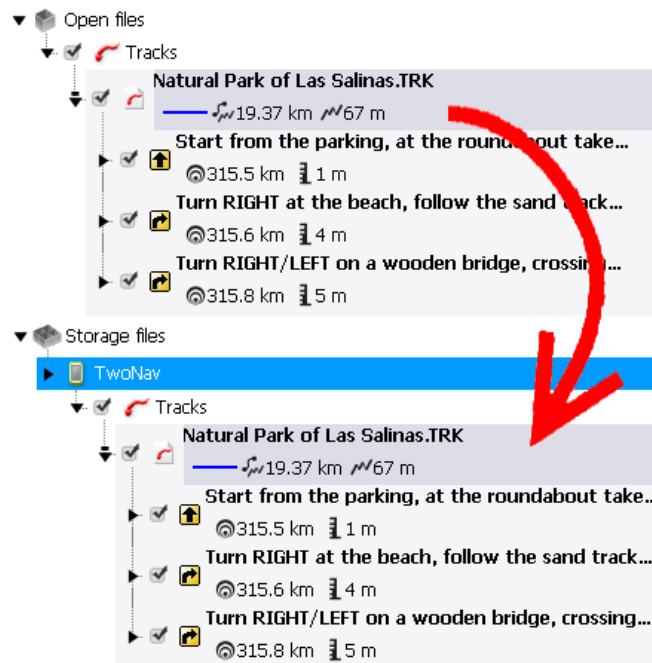 Open files
Tracks
Natural Park of Las Salinas.TRK
19.37 km 67 m
Start from the parking, at the roundabout take...
315.5 km 1 m
Turn RIGHT at the beach, follow the sand track...
315.6 km 4 m
Turn RIGHT/LEFT on a wooden bridge, crossing...
315.8 km 5 m
Storage files
TwoNav
Tracks
Natural Park of Las Salinas.TRK
19.37 km 67 m
Start from the parking, at the roundabout take..
315.5 km 1 m
Turn RIGHT at the beach, follow the sand track...
315.6 km 4 m
Turn RIGHT/LEFT on a wooden bridge, crossing...
315.8 km 5 m